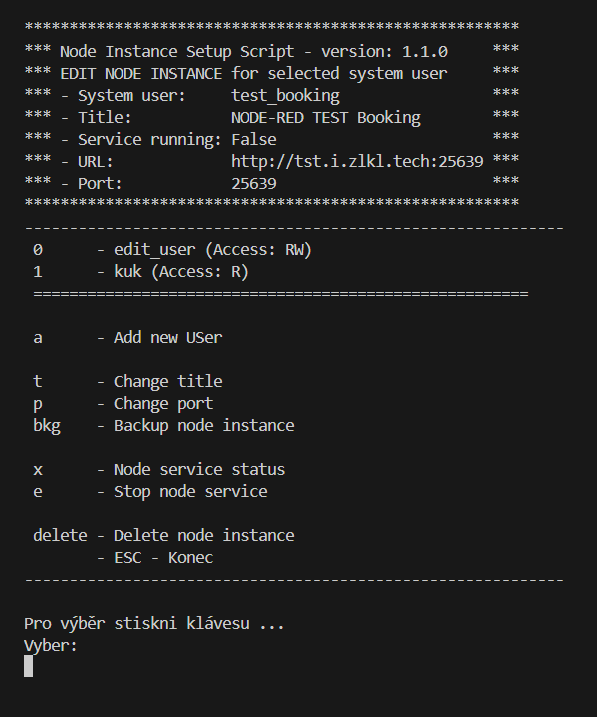 *******************************************************
*** Node Instance Setup Script - version: 1.1.0     ***
*** EDIT NODE INSTANCE for selected system user     ***
*** - System user:     test_booking                 ***
*** - Title:           NODE-RED TEST Booking        ***
*** - Service running: False                        ***
*** - URL:             http://tst.i.zlkl.tech:25639 ***
*** - Port:            25639                        ***
*******************************************************
------------------------------------------------------------
 0      - edit_user (Access: RW)
 1      - kuk (Access: R)
 =======================================================
 a      - Add new USer
 t      - Change title
 p      - Change port
 bkg    - Backup node instance
 x      - Node service status
 e      - Stop node service
 delete - Delete node instance
        - ESC - Konec
------------------------------------------------------------
Pro výběr stiskni klávesu ...
Vyber: